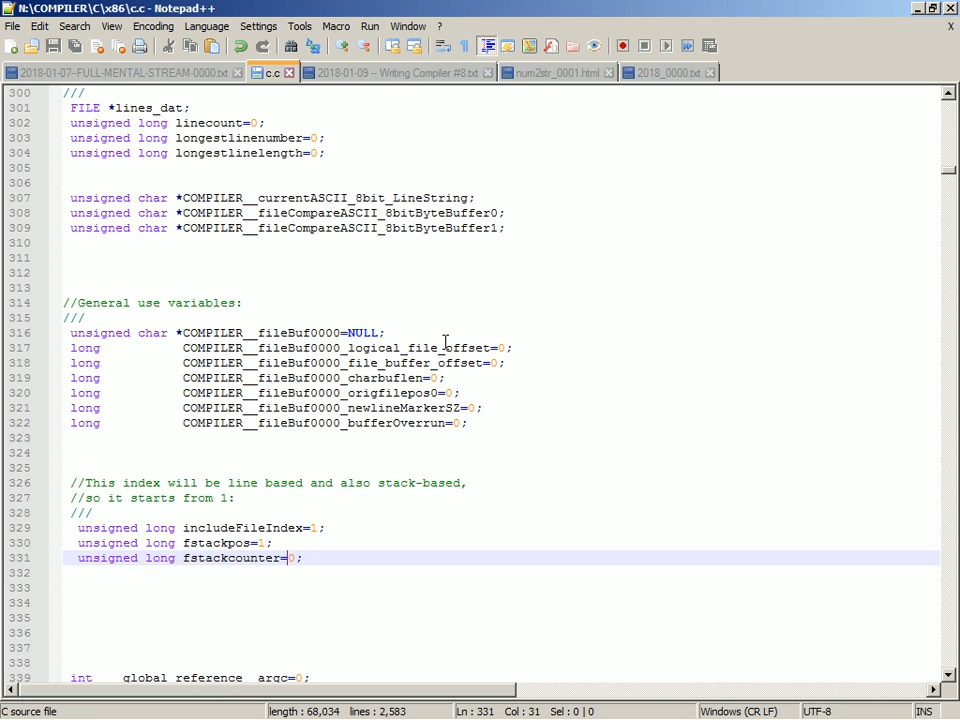 N:\COMPILER\C\x86\c.c - Notepad++
File Edit Search View Encoding Language Settings Tools Macro Run Window ? X
2018-01-07--FULL-MENTAL-STREAM-0000.txt c.c 2018-01-09 -- Writing Compiler #8.txt num2str_0001.html 2018_0000.txt
300 ///
301 FILE *lines_dat;
302 unsigned long linecount=0;
303 unsigned long longestlinenumber=0;
304 unsigned long longestlinelength=0;
305
306
307 unsigned char *COMPILER__currentASCII_8bit_LineString;
308 unsigned char *COMPILER__fileCompareASCII_8bitByteBuffer0;
309 unsigned char *COMPILER__fileCompareASCII_8bitByteBuffer1;
310
311
312
313
314 //General use variables:
315 ///
316 unsigned char *COMPILER__fileBuf0000=NULL;
317 long COMPILER__fileBuf0000_logical_file_offset=0;
318 long COMPILER__fileBuf0000_file_buffer_offset=0;
319 long COMPILER__fileBuf0000_charbuflen=0;
320 long COMPILER__fileBuf0000_origfilepos0=0;
321 long COMPILER__fileBuf0000_newlineMarkerSZ=0;
322 long COMPILER__fileBuf0000_bufferOverrun=0;
323
324
325
326 //This index will be line based and also stack-based,
327 //so it starts from 1:
328 ///
329 unsigned long includeFileIndex=1;
330 unsigned long fstackpos=1;
331 unsigned long fstackcounter=0;
332
333
334
335
336
337
338
339 int __global_reference__argc=0;
C source file length : 68,034 lines : 2,583 Ln : 331 Col : 31 Sel : 0 | 0 Windows (CR LF) UTF-8 INS